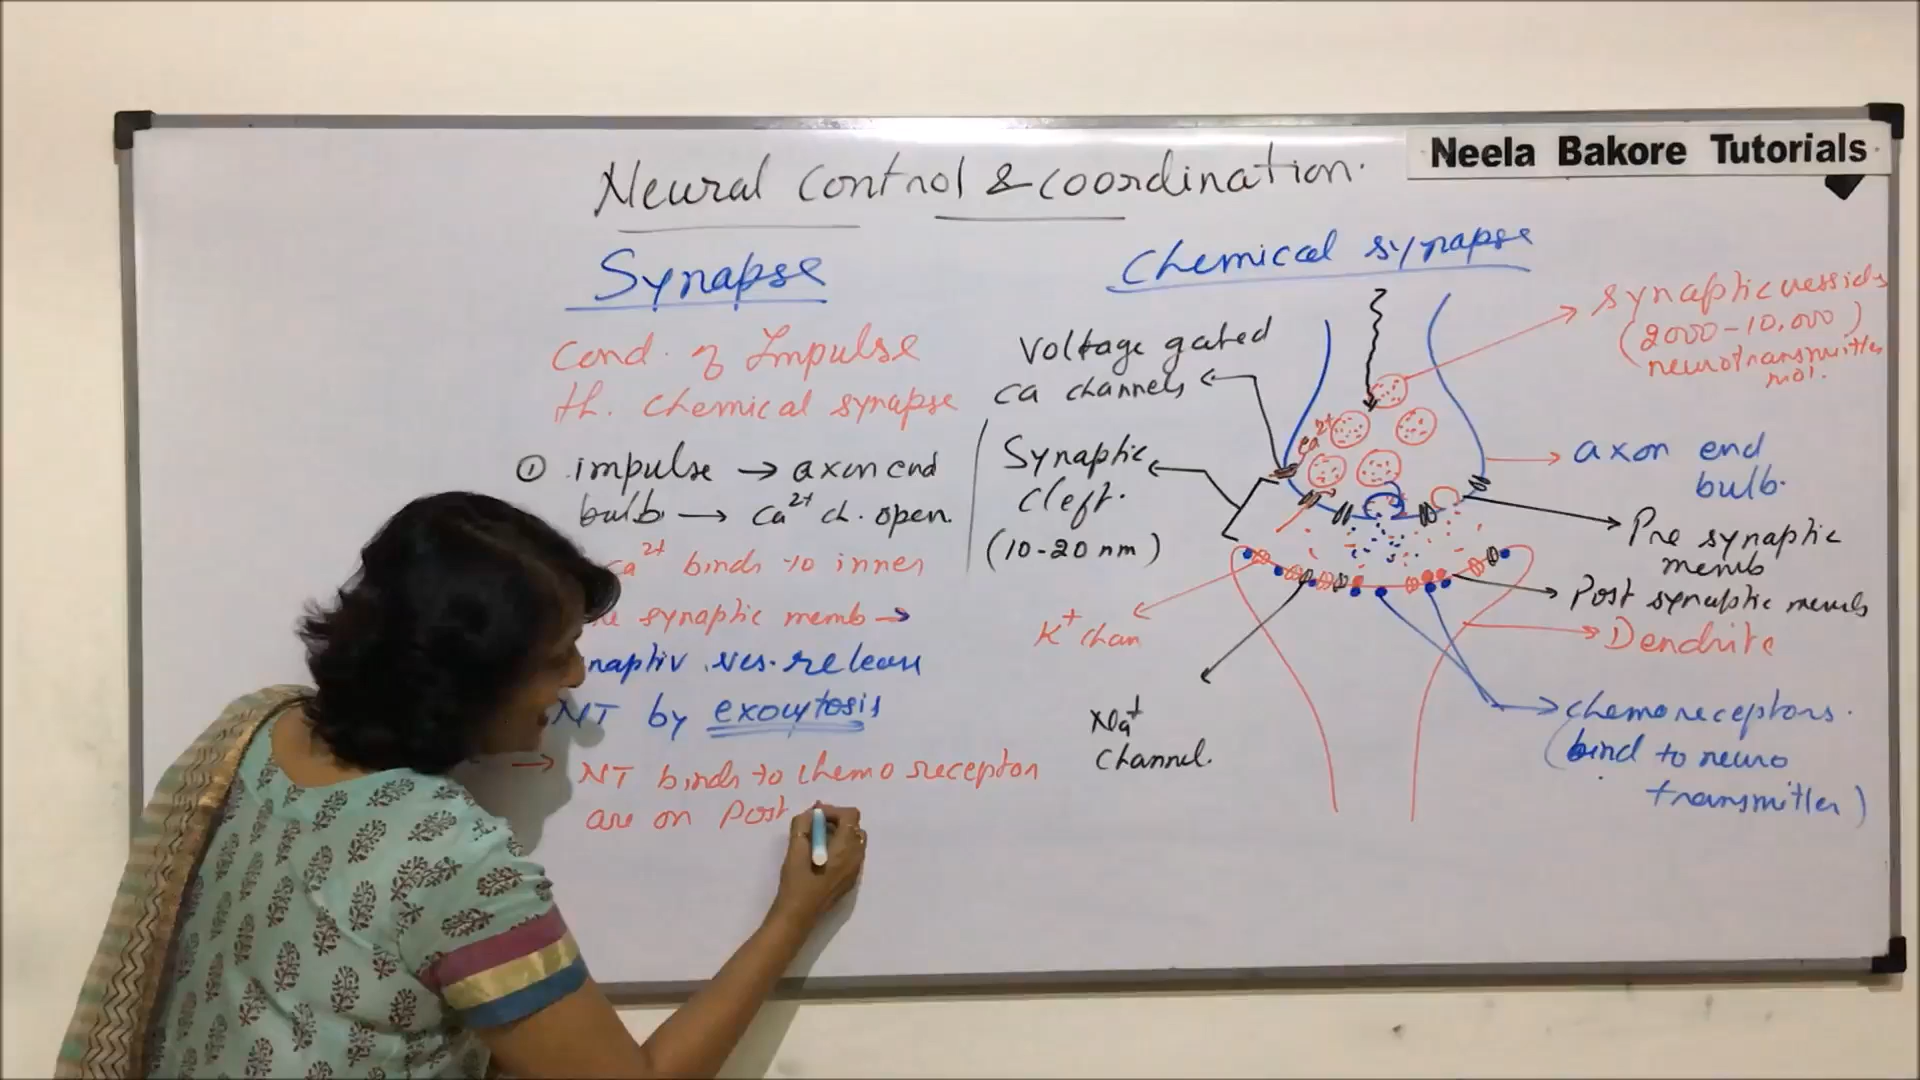 Neela Bakore Tutorials
Neural control & coordination.
Synapse
Cond. of Impulse
th. chemical synapse
① impulse → axon end
bulb → Ca2+ ch. open.
Ca2+ binds to inner
synaptic memb →
ves. release
NT by exocytosis
→ NT binds to chemo receptor
are on Post
Chemical synapse
Voltage gated
Ca channels
Synaptic
cleft.
(10-20 nm)
K+ chan
Na+
Channel.
Ca2+
Synaptic
(2000-10,000)
neurotransmitter
mol.
axon end
bulb.
Pre synaptic
memb
Post synaptic memb
Dendrite
chemoreceptors.
(bind to neuro
transmitter)